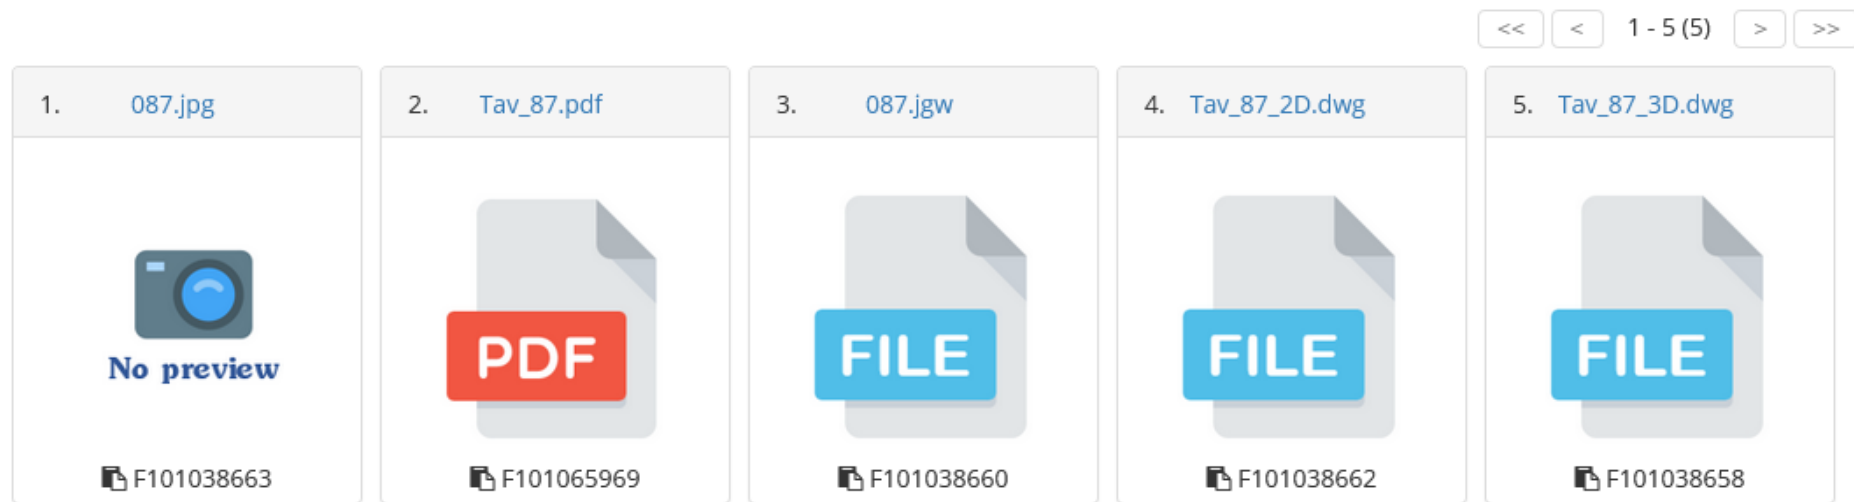 << < 1 - 5 (5) > >>
1. 087.jpg
2. Tav_87.pdf
3. 087.jgw
4. Tav_87_2D.dwg
5. Tav_87_3D.dwg
No preview
PDF
FILE
FILE
FILE
F101038663
F101065969
F101038660
F101038662
F101038658